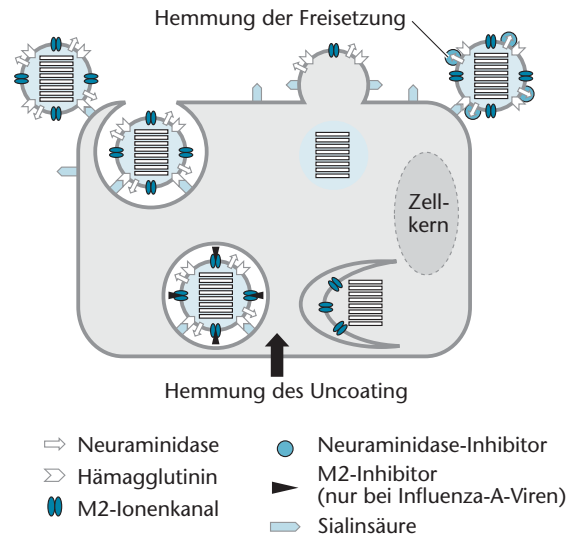 Hemmung der Freisetzung
Zell-
kern
Hemmung des Uncoating
Neuraminidase
Hämagglutinin
M2-Ionenkanal
Neuraminidase-Inhibitor
M2-Inhibitor
(nur bei Influenza-A-Viren)
Sialinsäure